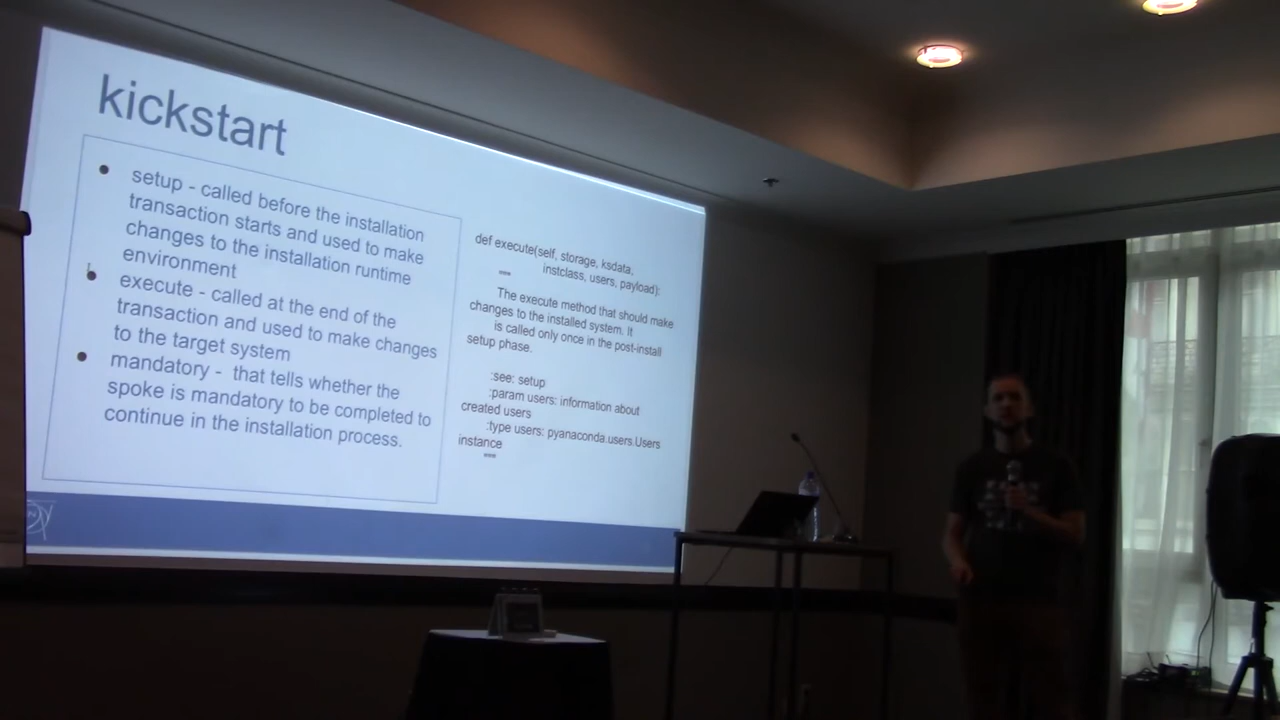 kickstart
setup - called before the installation
transaction starts and used to make
changes to the installation runtime
environment
execute - called at the end of the
transaction and used to make changes
to the target system
mandatory - that tells whether the
spoke is mandatory to be completed to
continue in the installation process.
def execute(self, storage, ksdata,
instclass, users, payload):
"""
The execute method that should make
changes to the installed system. It
is called only once in the post-install
setup phase.
:see: setup
:param users: information about
created users
:type users: pyanaconda.users.Users
instance
"""